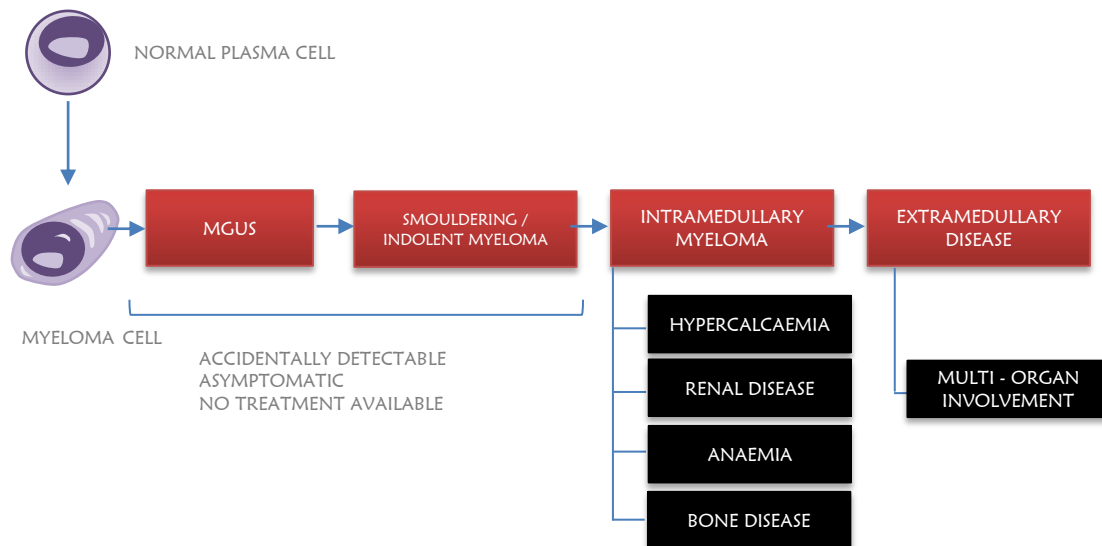 NORMAL PLASMA CELL
MGUS
SMOULDERING /
INDOLENT MYELOMA
INTRAMEDULLARY
MYELOMA
EXTRAMEDULLARY
DISEASE
MYELOMA CELL
ACCIDENTALLY DETECTABLE
ASYMPTOMATIC
NO TREATMENT AVAILABLE
HYPERCALCAEMIA
RENAL DISEASE
ANAEMIA
BONE DISEASE
MULTI - ORGAN
INVOLVEMENT